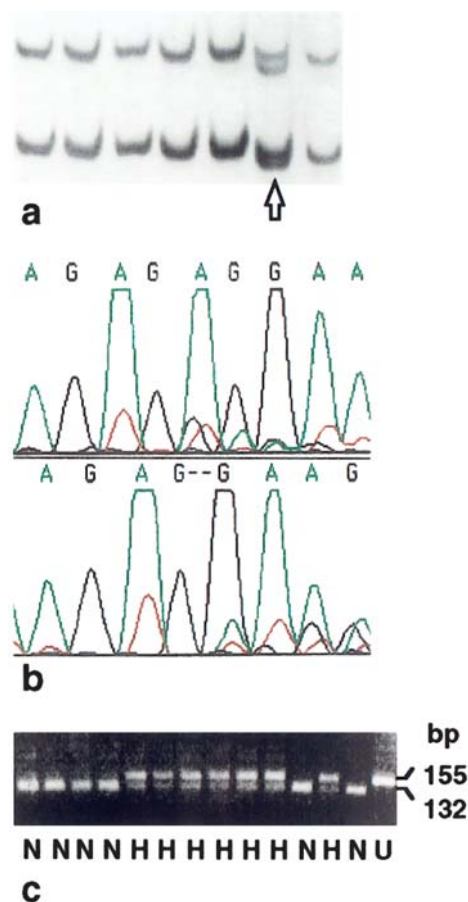 a
A G A G A G G A A
A G A G--G A A G
b
bp
155
132
N N N N H H H H H H N H N U
c